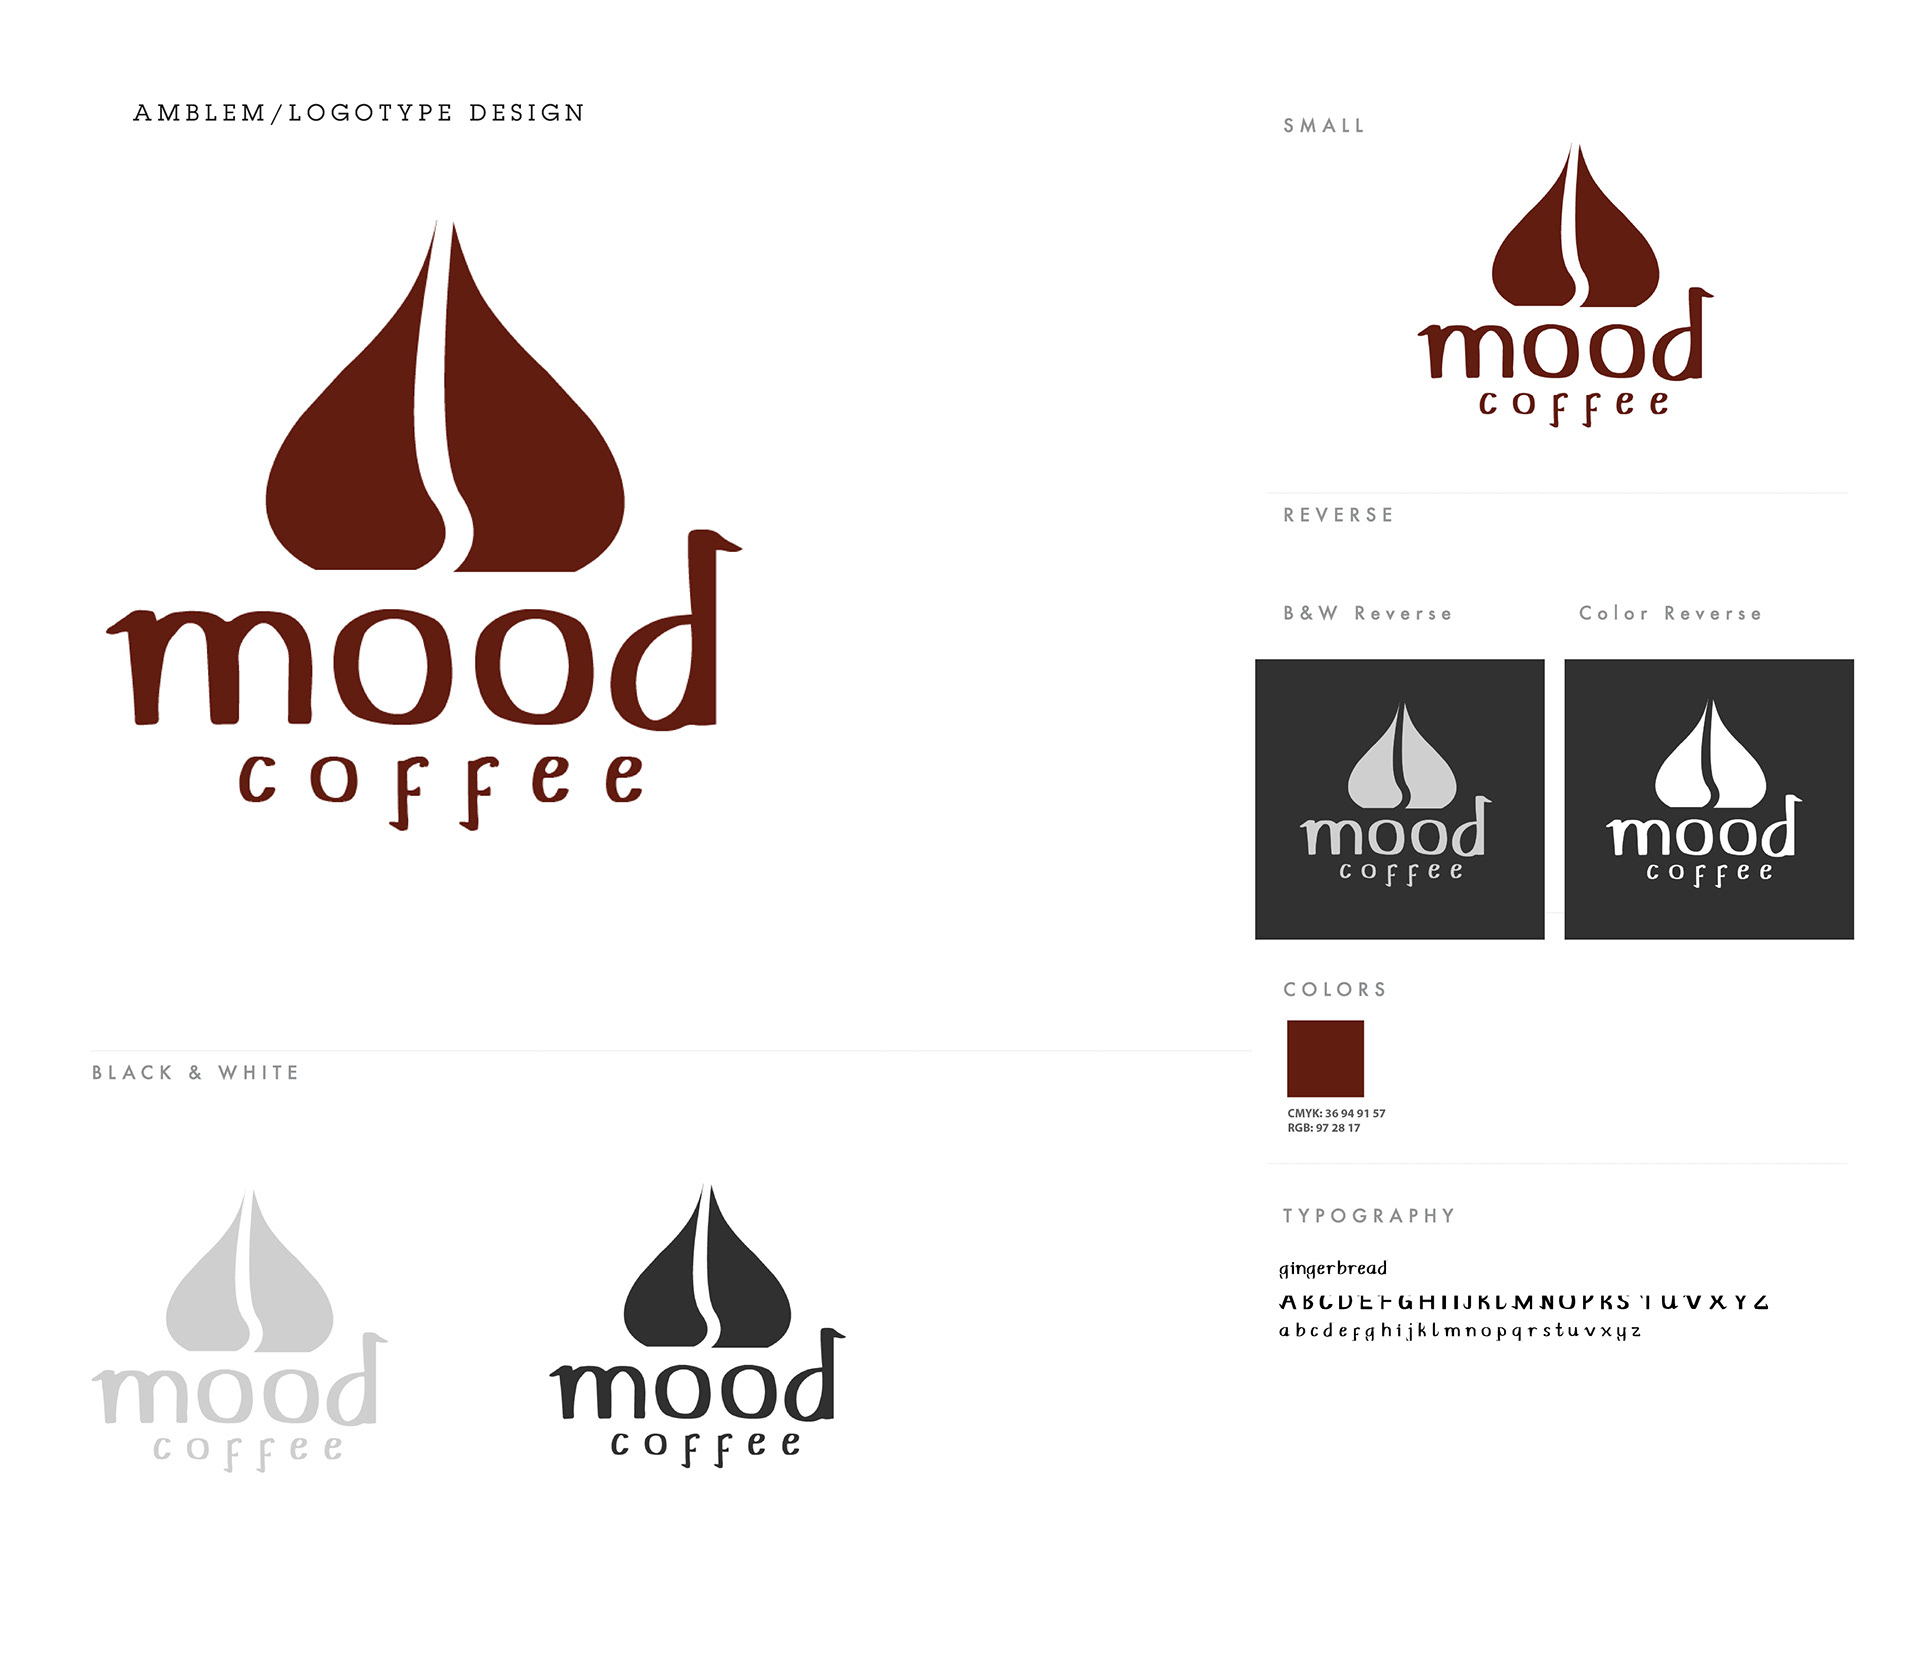 AMBLEM/LOGOTYPE DESIGN
mood
coffee
BLACK & WHITE
mood
coffee
mood
coffee
SMALL
mood
coffee
REVERSE
B&W Reverse
Color Reverse
mood
coffee
mood
coffee
COLORS
CMYK: 36 94 91 57
RGB: 97 28 17
TYPOGRAPHY
gingerbread
ABCDEFGHIIJKLMNOPRSTUVXYZ
abcdefghijklmnopqrstuvxyz